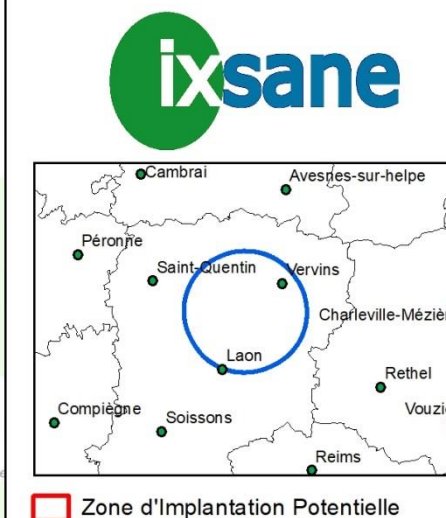 ixsane
Cambrai
Avesnes-sur-helpe
Péronne
Saint-Quentin
Vervins
Charleville-Méziè
Laon
Rethel
Compiègne
Soissons
Vouzi
Reims
Zone d'Implantation Potentielle